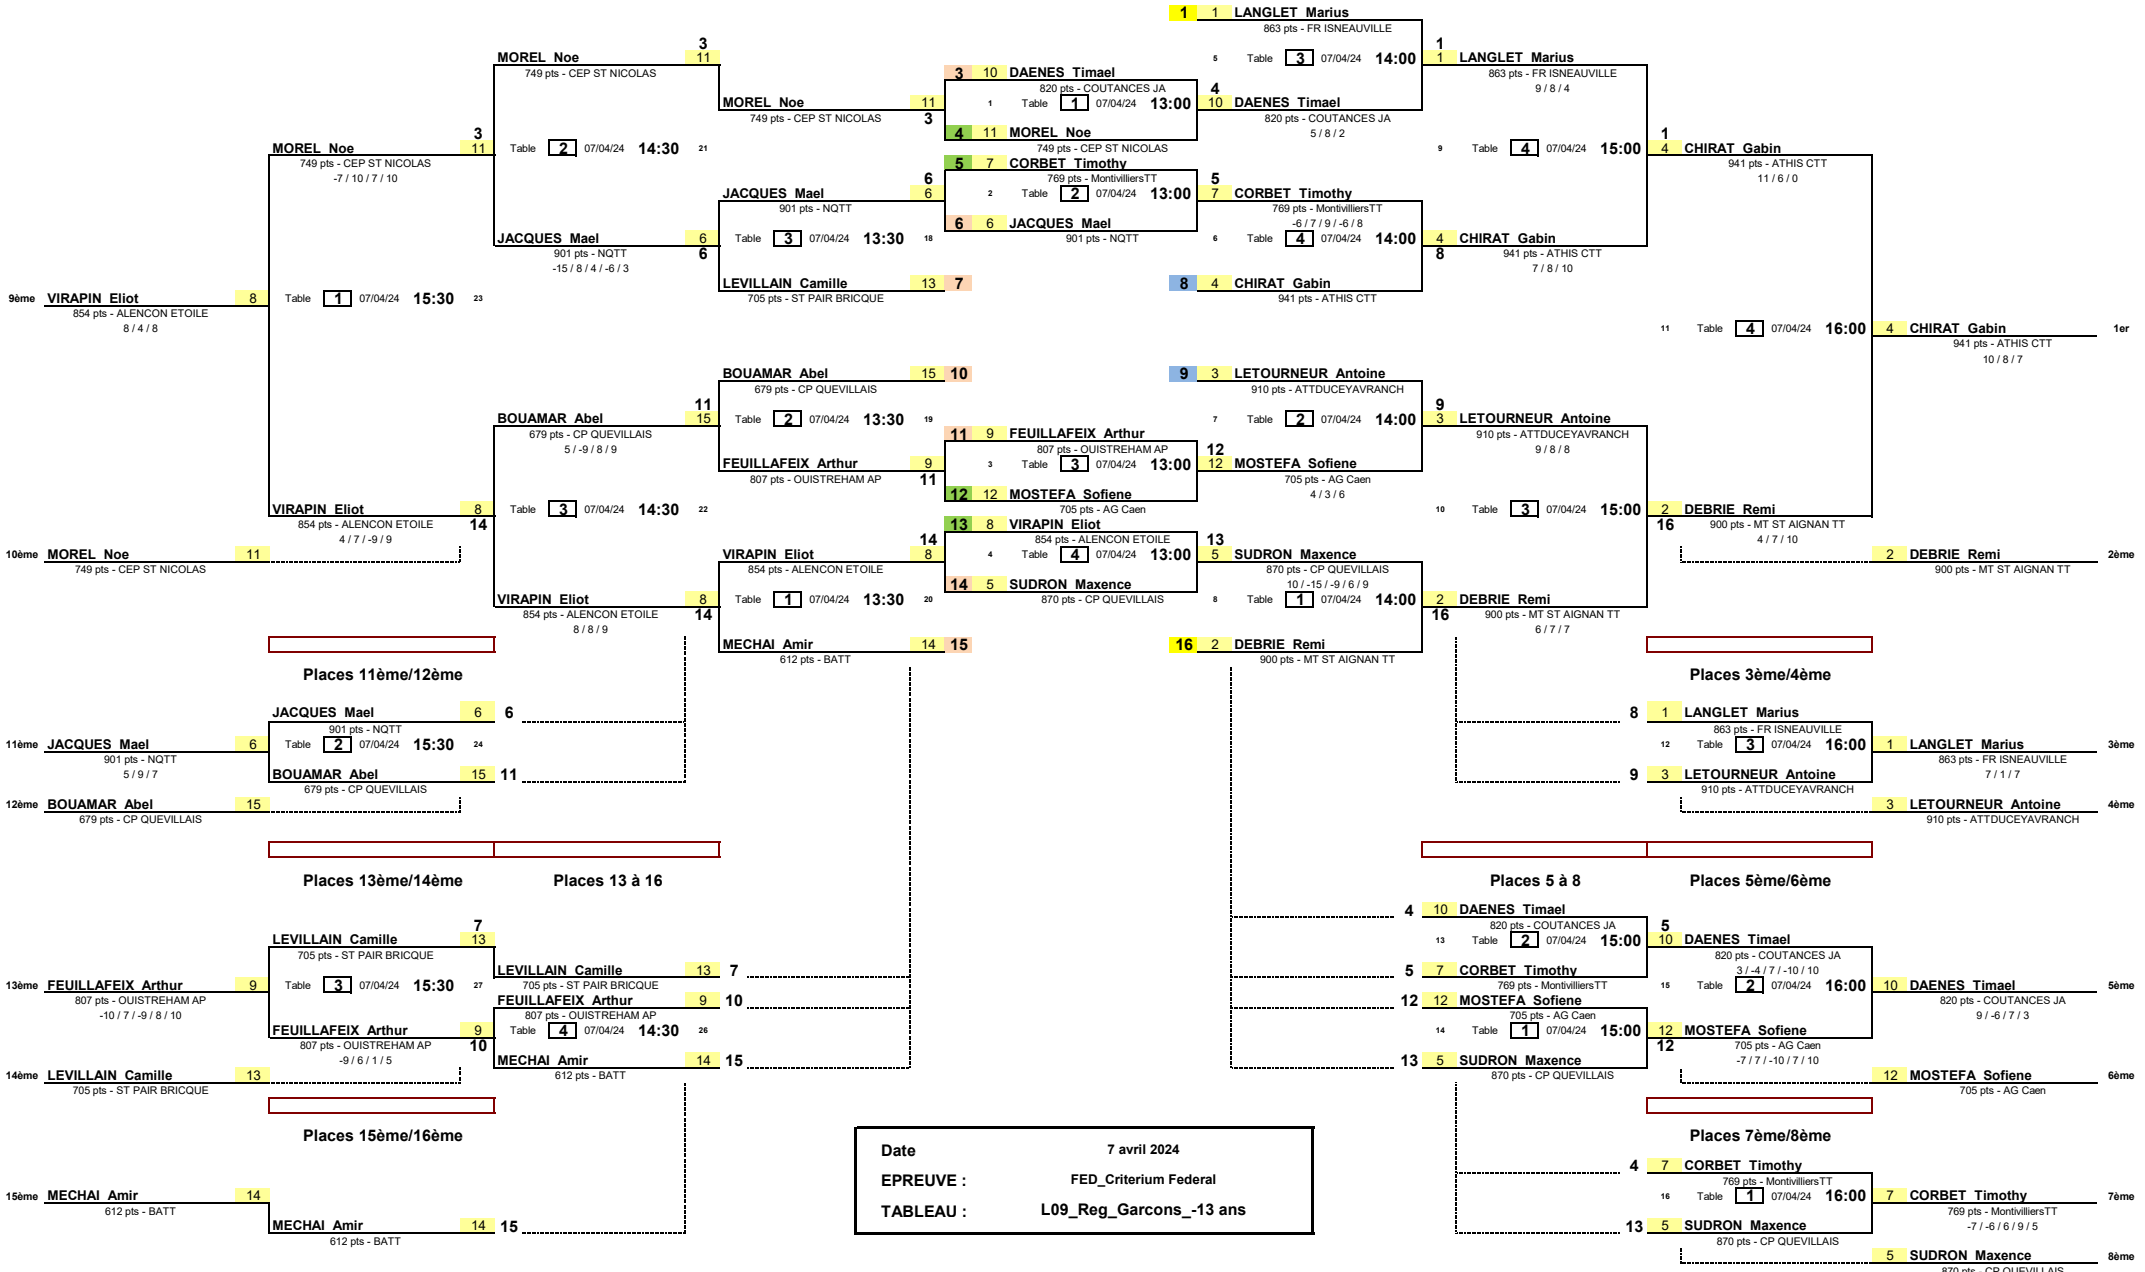 1 1 LANGLET Marius
863 pts - FR ISNEAUVILLE
3
MOREL Noe 11
749 pts - CEP ST NICOLAS
5 Table 3 07/04/24 14:00
1
1 LANGLET Marius
863 pts - FR ISNEAUVILLE
9 / 8 / 4
3 10 DAENES Timael
820 pts - COUTANCES JA
MOREL Noe 11
749 pts - CEP ST NICOLAS
3
1 Table 1 07/04/24 13:00
4
10 DAENES Timael
820 pts - COUTANCES JA
5 / 8 / 2
4 11 MOREL Noe
749 pts - CEP ST NICOLAS
3
MOREL Noe 11
749 pts - CEP ST NICOLAS
-7 / 10 / 7 / 10
Table 2 07/04/24 14:30 21
9 Table 4 07/04/24 15:00
1
4 CHIRAT Gabin
941 pts - ATHIS CTT
11 / 6 / 0
5 7 CORBET Timothy
769 pts - MontivilliersTT
6
JACQUES Mael 6
901 pts - NQTT
2 Table 2 07/04/24 13:00
5
7 CORBET Timothy
769 pts - MontivilliersTT
-6 / 7 / 9 / -6 / 8
6 6 JACQUES Mael
901 pts - NQTT
JACQUES Mael 6
901 pts - NQTT
6
-15 / 8 / 4 / -6 / 3
Table 3 07/04/24 13:30 18
6 Table 4 07/04/24 14:00
4 CHIRAT Gabin
941 pts - ATHIS CTT
8
7 / 8 / 10
LEVILLAIN Camille 13 7
705 pts - ST PAIR BRICQUE
8 4 CHIRAT Gabin
941 pts - ATHIS CTT
9ème VIRAPIN Eliot 8
854 pts - ALENCON ETOILE
8 / 4 / 8
Table 1 07/04/24 15:30 23
11 Table 4 07/04/24 16:00
4 CHIRAT Gabin 1er
941 pts - ATHIS CTT
10 / 8 / 7
BOUAMAR Abel 15 10
679 pts - CP QUEVILLAIS
9 3 LETOURNEUR Antoine
910 pts - ATTDUCEYAVRANCH
11
BOUAMAR Abel 15
679 pts - CP QUEVILLAIS
5 / -9 / 8 / 9
Table 2 07/04/24 13:30 19
7 Table 2 07/04/24 14:00
9
3 LETOURNEUR Antoine
910 pts - ATTDUCEYAVRANCH
9 / 8 / 8
11 9 FEUILLAFEIX Arthur
807 pts - OUISTREHAM AP
FEUILLAFEIX Arthur 9
807 pts - OUISTREHAM AP
11
3 Table 3 07/04/24 13:00
12
12 MOSTEFA Sofiene
705 pts - AG Caen
4 / 3 / 6
12 12 MOSTEFA Sofiene
705 pts - AG Caen
VIRAPIN Eliot 8
854 pts - ALENCON ETOILE
14
4 / 7 / -9 / 9
Table 3 07/04/24 14:30 22
10 Table 3 07/04/24 15:00
2 DEBRIE Remi
16
900 pts - MT ST AIGNAN TT
4 / 7 / 10
13 8 VIRAPIN Eliot
854 pts - ALENCON ETOILE
10ème MOREL Noe 11
749 pts - CEP ST NICOLAS
14
VIRAPIN Eliot 8
854 pts - ALENCON ETOILE
4 Table 4 07/04/24 13:00
13
5 SUDRON Maxence
870 pts - CP QUEVILLAIS
10 / -15 / -9 / 6 / 9
2 DEBRIE Remi 2ème
900 pts - MT ST AIGNAN TT
14 5 SUDRON Maxence
870 pts - CP QUEVILLAIS
VIRAPIN Eliot 8
854 pts - ALENCON ETOILE
14
8 / 8 / 9
Table 1 07/04/24 13:30 20
8 Table 1 07/04/24 14:00
2 DEBRIE Remi
16
900 pts - MT ST AIGNAN TT
6 / 7 / 7
MECHAI Amir 14 15
612 pts - BATT
16 2 DEBRIE Remi
900 pts - MT ST AIGNAN TT
Places 11ème/12ème
Places 3ème/4ème
JACQUES Mael 6 6
901 pts - NQTT
8 1 LANGLET Marius
863 pts - FR ISNEAUVILLE
11ème JACQUES Mael 6
901 pts - NQTT
5 / 9 / 7
Table 2 07/04/24 15:30 24
12 Table 3 07/04/24 16:00
1 LANGLET Marius 3ème
863 pts - FR ISNEAUVILLE
7 / 1 / 7
BOUAMAR Abel 15 11
679 pts - CP QUEVILLAIS
9 3 LETOURNEUR Antoine
910 pts - ATTDUCEYAVRANCH
12ème BOUAMAR Abel 15
679 pts - CP QUEVILLAIS
3 LETOURNEUR Antoine 4ème
910 pts - ATTDUCEYAVRANCH
Places 13ème/14ème
Places 13 à 16
Places 5 à 8
Places 5ème/6ème
4 10 DAENES Timael
820 pts - COUTANCES JA
7
LEVILLAIN Camille 13
705 pts - ST PAIR BRICQUE
13 Table 2 07/04/24 15:00
5
10 DAENES Timael
820 pts - COUTANCES JA
3 / -4 / 7 / -10 / 10
LEVILLAIN Camille 13 7
705 pts - ST PAIR BRICQUE
5 7 CORBET Timothy
769 pts - MontivilliersTT
13ème FEUILLAFEIX Arthur 9
807 pts - OUISTREHAM AP
-10 / 7 / -9 / 8 / 10
Table 3 07/04/24 15:30 27
15 Table 2 07/04/24 16:00
10 DAENES Timael 5ème
820 pts - COUTANCES JA
9 / -6 / 7 / 3
FEUILLAFEIX Arthur 9 10
807 pts - OUISTREHAM AP
12 12 MOSTEFA Sofiene
705 pts - AG Caen
FEUILLAFEIX Arthur 9
807 pts - OUISTREHAM AP
10
-9 / 6 / 1 / 5
Table 4 07/04/24 14:30 26
14 Table 1 07/04/24 15:00
12 MOSTEFA Sofiene
12
705 pts - AG Caen
-7 / 7 / -10 / 7 / 10
MECHAI Amir 14 15
612 pts - BATT
13 5 SUDRON Maxence
870 pts - CP QUEVILLAIS
14ème LEVILLAIN Camille 13
705 pts - ST PAIR BRICQUE
12 MOSTEFA Sofiene 6ème
705 pts - AG Caen
Places 15ème/16ème
Places 7ème/8ème
Date 7 avril 2024
EPREUVE : FED_Criterium Federal
TABLEAU : L09_Reg_Garcons_-13 ans
4 7 CORBET Timothy
769 pts - MontivilliersTT
15ème MECHAI Amir 14
612 pts - BATT
16 Table 1 07/04/24 16:00
7 CORBET Timothy 7ème
769 pts - MontivilliersTT
-7 / -6 / 6 / 9 / 5
MECHAI Amir 14 15
612 pts - BATT
13 5 SUDRON Maxence
870 pts - CP QUEVILLAIS
5 SUDRON Maxence 8ème
870 pts - CP QUEVILLAIS